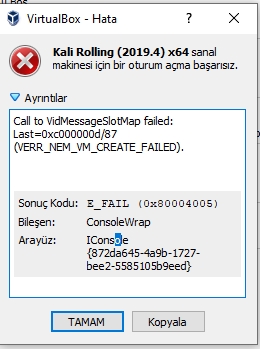 VirtualBox - Hata
Kali Rolling (2019.4) x64 sanal
makinesi için bir oturum açma başarısız.
Ayrıntılar
Call to VidMessageSlotMap failed:
Last=0xc000000d/87
(VERR_NEM_VM_CREATE_FAILED).
Sonuç Kodu: E_FAIL (0x80004005)
Bileşen: ConsoleWrap
Arayüz: IConsole
{872da645-4a9b-1727-
bee2-5585105b9eed}
TAMAM Kopyala